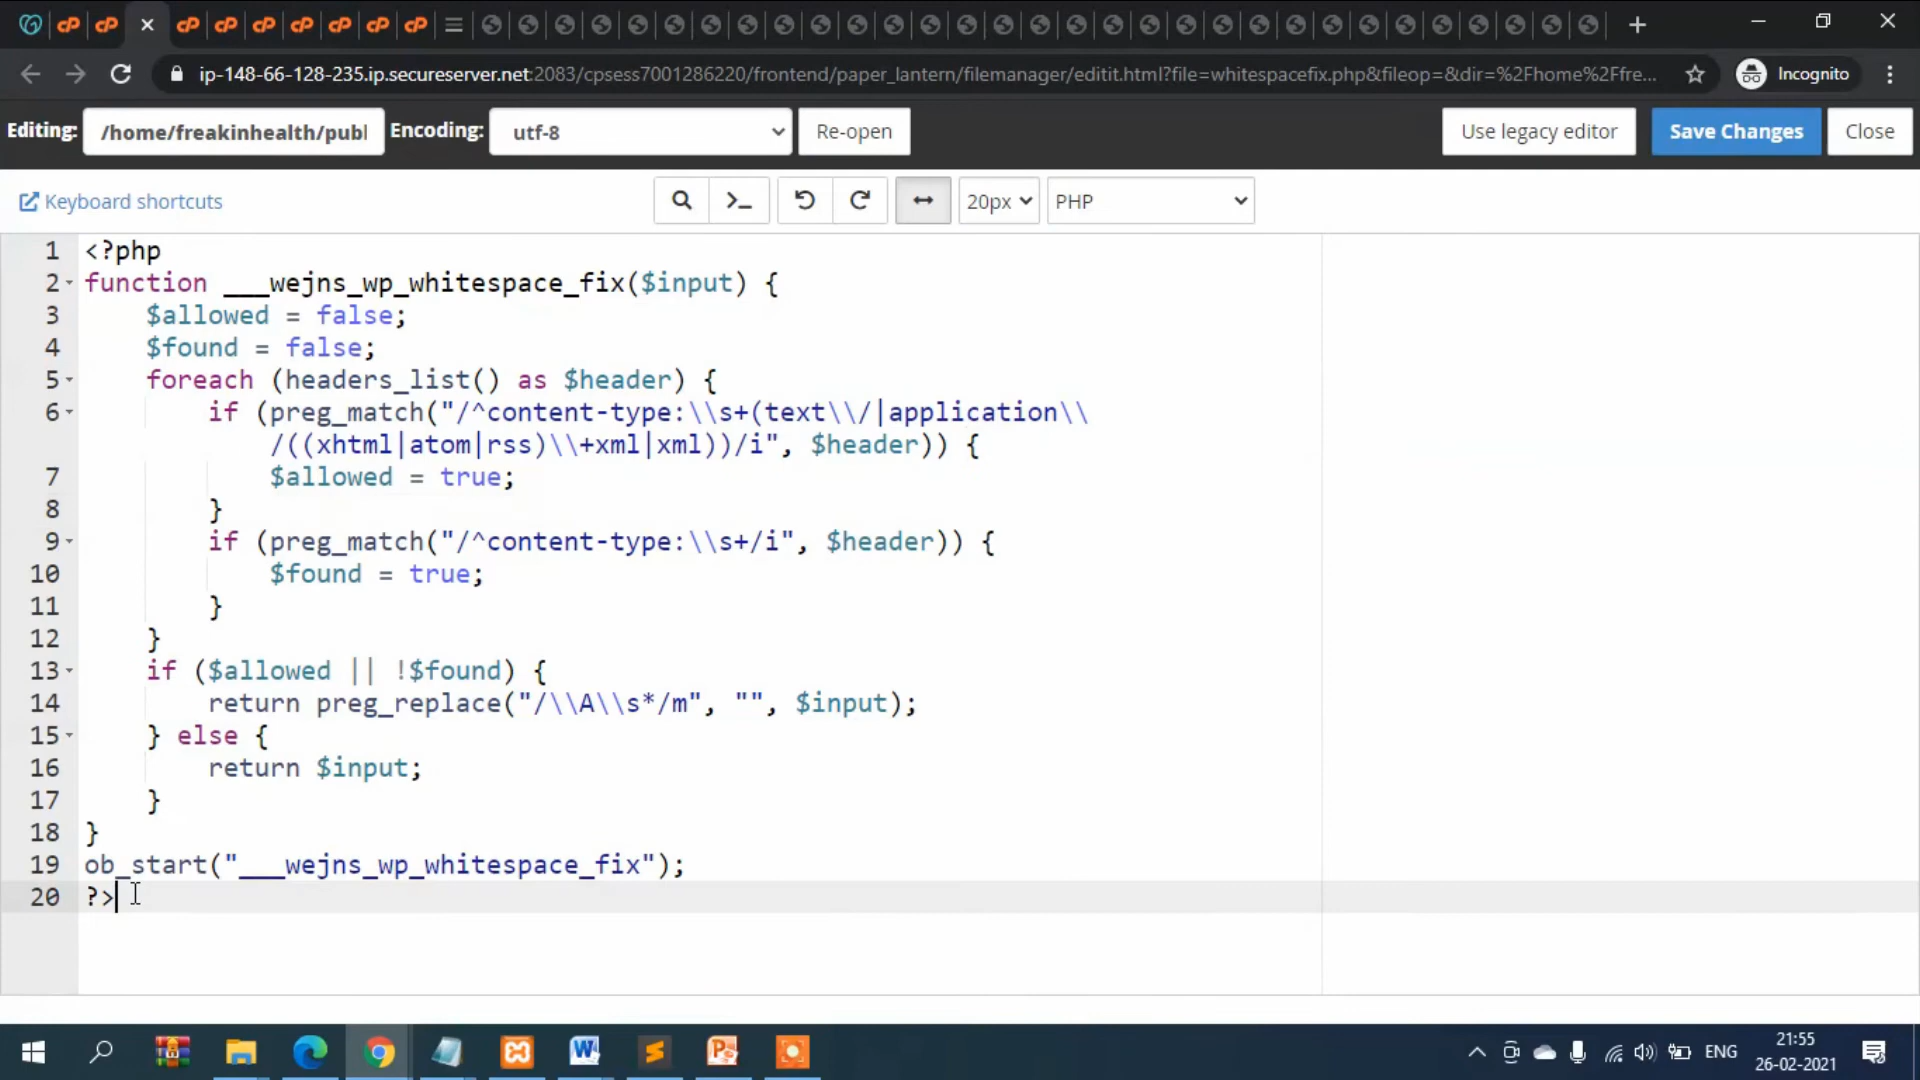 ip-148-66-128-235.ip.secureserver.net:2083/cpsess7001286220/frontend/paper_lantern/filemanager/editit.html?file=whitespacefix.php&fileop=&dir=%2Fhome%2Ffre...
Incognito
Editing: /home/freakinhealth/publ Encoding: utf-8 Re-open Use legacy editor Save Changes Close
Keyboard shortcuts 20px PHP
1 <?php
2 function ___wejns_wp_whitespace_fix($input) {
3 $allowed = false;
4 $found = false;
5 foreach (headers_list() as $header) {
6 if (preg_match("/^content-type:\\s+(text\\/|application\\
/((xhtml|atom|rss)\\+xml|xml))/i", $header)) {
7 $allowed = true;
8 }
9 if (preg_match("/^content-type:\\s+/i", $header)) {
10 $found = true;
11 }
12 }
13 if ($allowed || !$found) {
14 return preg_replace("/\\A\\s*/m", "", $input);
15 } else {
16 return $input;
17 }
18 }
19 ob_start("___wejns_wp_whitespace_fix");
20 ?>
ENG
21:55
26-02-2021